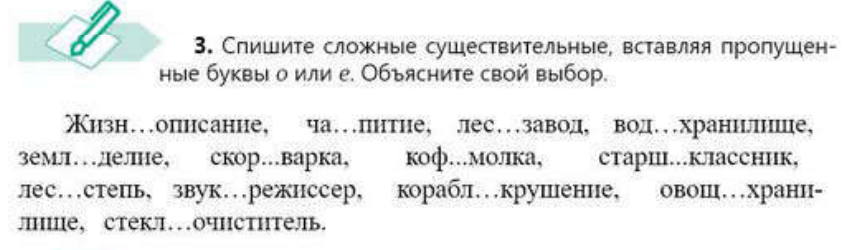 3. Спишите сложные существительные, вставляя пропущен-
ные буквы о или е. Объясните свой выбор.
Жизн…описание, ча…питие, лес…завод, вод…хранилище,
земл…делие, скор...варка, коф...молка, старш...классник,
лес…степь, звук…режиссер, корабл…крушение, овощ…храни-
лище, стекл…очиститель.